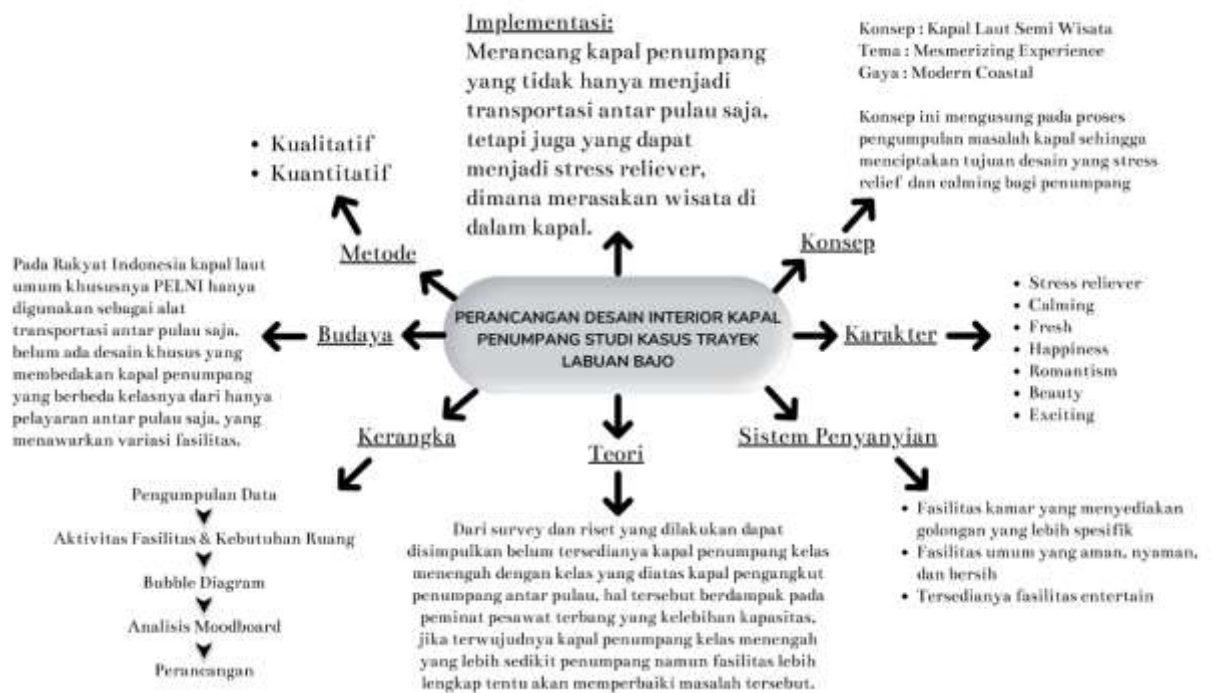 Implementasi:
Merancang kapal penumpang
yang tidak hanya menjadi
transportasi antar pulau saja,
tetapi juga yang dapat
menjadi stress reliever,
dimana merasakan wisata di
dalam kapal.
Konsep : Kapal Laut Semi Wisata
Tema : Mesmerizing Experience
Gaya : Modern Coastal
Konsep ini mengusung pada proses
pengumpulan masalah kapal sehingga
menciptakan tujuan desain yang stress
relief dan calming bagi penumpang
• Kualitatif
• Kuantitatif
Metode
Konsep
Pada Rakyat Indonesia kapal laut
umum khususnya PELNI hanya
digunakan sebagai alat
transportasi antar pulau saja,
belum ada desain khusus yang
membedakan kapal penumpang
yang berbeda kelasnya dari hanya
pelayaran antar pulau saja, yang
menawarkan variasi fasilitas.
Budaya
PERANCANGAN DESAIN INTERIOR KAPAL
PENUMPANG STUDI KASUS TRAYEK
LABUAN BAJO
Karakter
• Stress reliever
• Calming
• Fresh
• Happiness
• Romantism
• Beauty
• Exciting
Kerangka
Teori
Sistem Penyanyian
Pengumpulan Data
Aktivitas Fasilitas & Kebutuhan Ruang
Bubble Diagram
Analisis Moodboard
Perancangan
Dari survey dan riset yang dilakukan dapat
disimpulkan belum tersedianya kapal penumpang kelas
menengah dengan kelas yang diatas kapal pengangkut
penumpang antar pulau, hal tersebut berdampak pada
peminat pesawat terbang yang kelebihan kapasitas,
jika terwujudnya kapal penumpang kelas menengah
yang lebih sedikit penumpang namun fasilitas lebih
lengkap tentu akan memperbaiki masalah tersebut.
• Fasilitas kamar yang menyediakan
golongan yang lebih spesifik
• Fasilitas umum yang aman, nyaman,
dan bersih
• Tersedianya fasilitas entertain